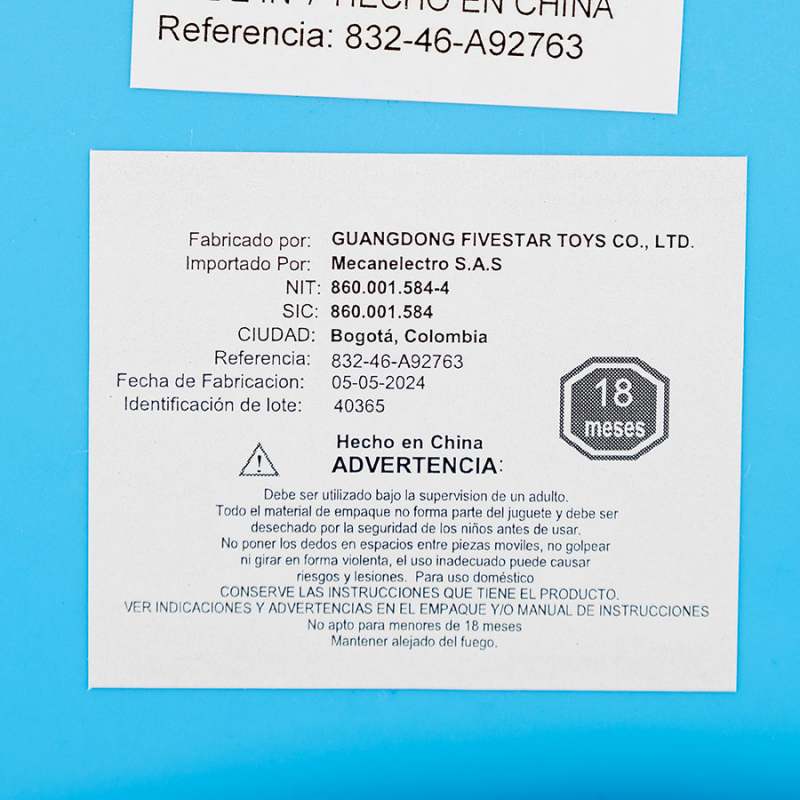 HECHO EN CHINA
Referencia: 832-46-A92763
Fabricado por: GUANGDONG FIVESTAR TOYS CO., LTD.
Importado Por: Mecanelectro S.A.S
NIT: 860.001.584-4
SIC: 860.001.584
CIUDAD: Bogotá, Colombia
Referencia: 832-46-A92763
Fecha de Fabricacion: 05-05-2024
Identificación de lote: 40365
18
meses
Hecho en China
ADVERTENCIA:
Debe ser utilizado bajo la supervision de un adulto.
Todo el material de empaque no forma parte del juguete y debe ser
desechado por la seguridad de los niños antes de usar.
No poner los dedos en espacios entre piezas moviles, no golpear
ni girar en forma violenta, el uso inadecuado puede causar
riesgos y lesiones. Para uso doméstico
CONSERVE LAS INSTRUCCIONES QUE TIENE EL PRODUCTO.
VER INDICACIONES Y ADVERTENCIAS EN EL EMPAQUE Y/O MANUAL DE INSTRUCCIONES
No apto para menores de 18 meses
Mantener alejado del fuego.